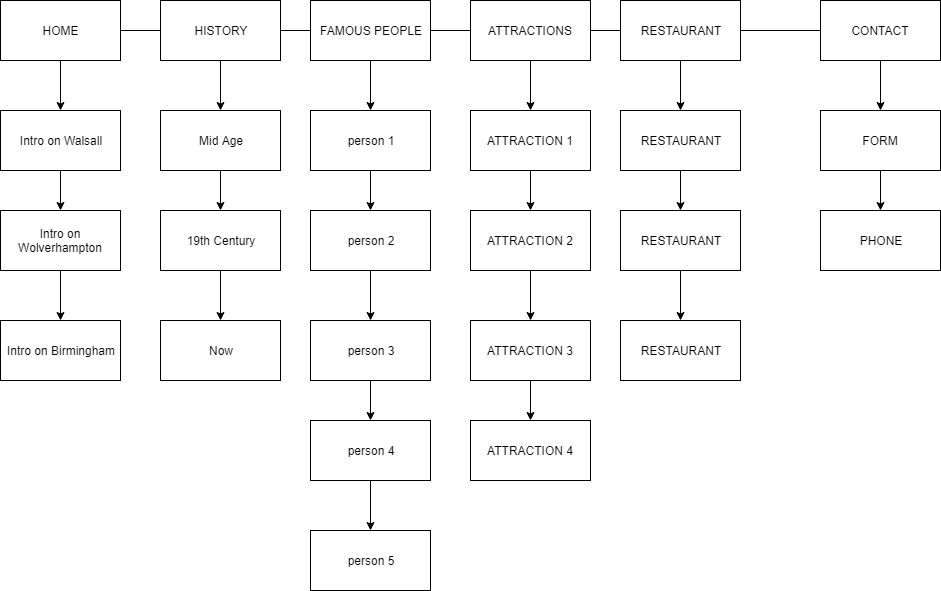 HOME
HISTORY
FAMOUS PEOPLE
ATTRACTIONS
RESTAURANT
CONTACT
Intro on Walsall
Mid Age
person 1
ATTRACTION 1
RESTAURANT
FORM
Intro on
Wolverhampton
19th Century
person 2
ATTRACTION 2
RESTAURANT
PHONE
Intro on Birmingham
Now
person 3
ATTRACTION 3
RESTAURANT
person 4
ATTRACTION 4
person 5